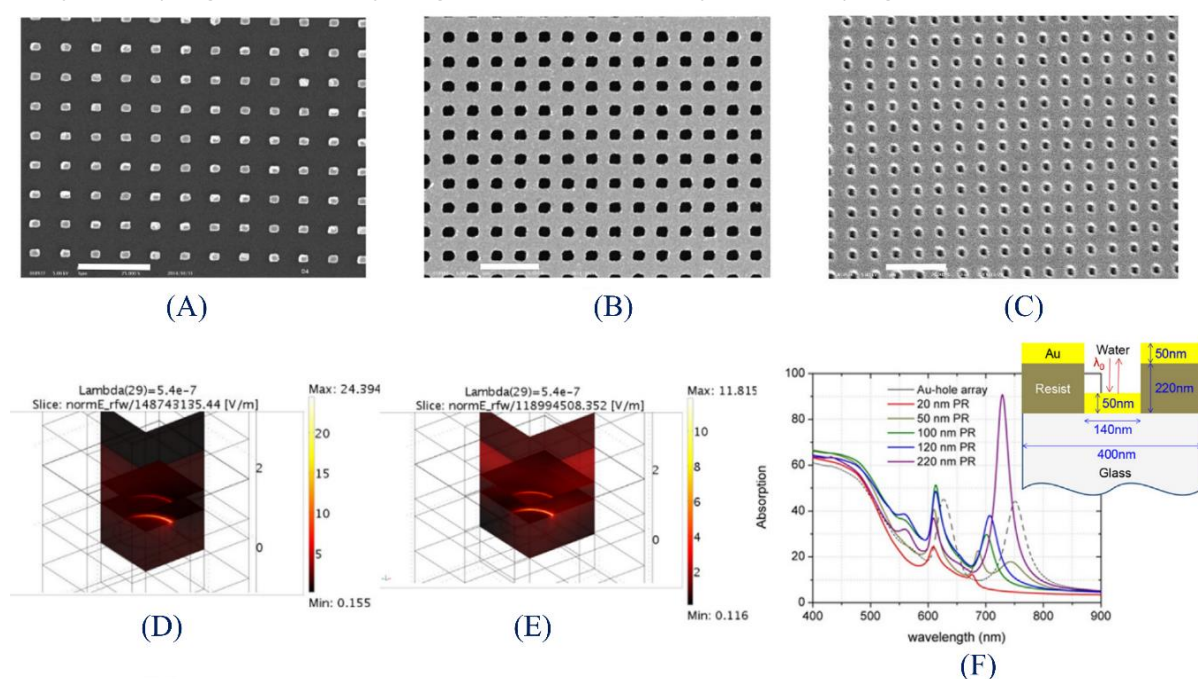 (A)
(B)
(C)
Lambda(29)=5.4e-7
Slice: normE_rfw/148743135.44 [V/m]
Max: 24.394
20
15
10
5
2
0
Min: 0.155
(D)
Lambda(29)=5.4e-7
Slice: normE_rfw/118994508.352 [V/m]
Max: 11.815
10
8
6
4
2
2
0
Min: 0.116
(E)
Absorption
100
80
60
40
20
0
400
500
600
700
800
900
wavelength (nm)
Au-hole array
20 nm PR
50 nm PR
100 nm PR
120 nm PR
220 nm PR
Au
Water
λ0
50nm
Resist
220nm
50nm
140nm
400nm
Glass
(F)